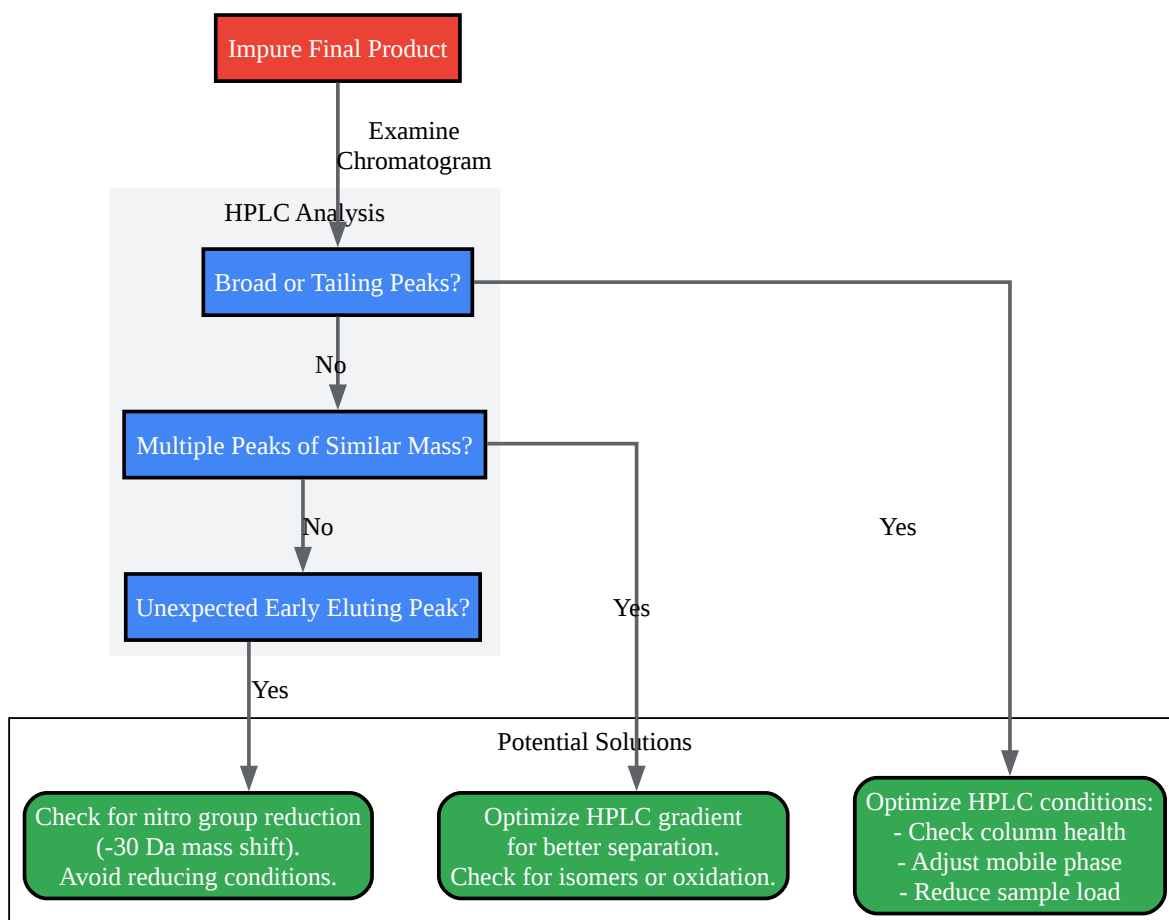 Impure Final Product
Examine
Chromatogram
HPLC Analysis
Broad or Tailing Peaks?
No
Multiple Peaks of Similar Mass?
No
Yes
Unexpected Early Eluting Peak?
Yes
Yes
Potential Solutions
Check for nitro group reduction
(-30 Da mass shift).
Avoid reducing conditions.
Optimize HPLC gradient
for better separation.
Check for isomers or oxidation.
Optimize HPLC conditions:
- Check column health
- Adjust mobile phase
- Reduce sample load